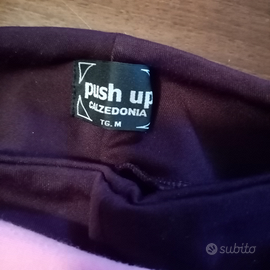 push up
CALZEDONIA
TG. M
subito